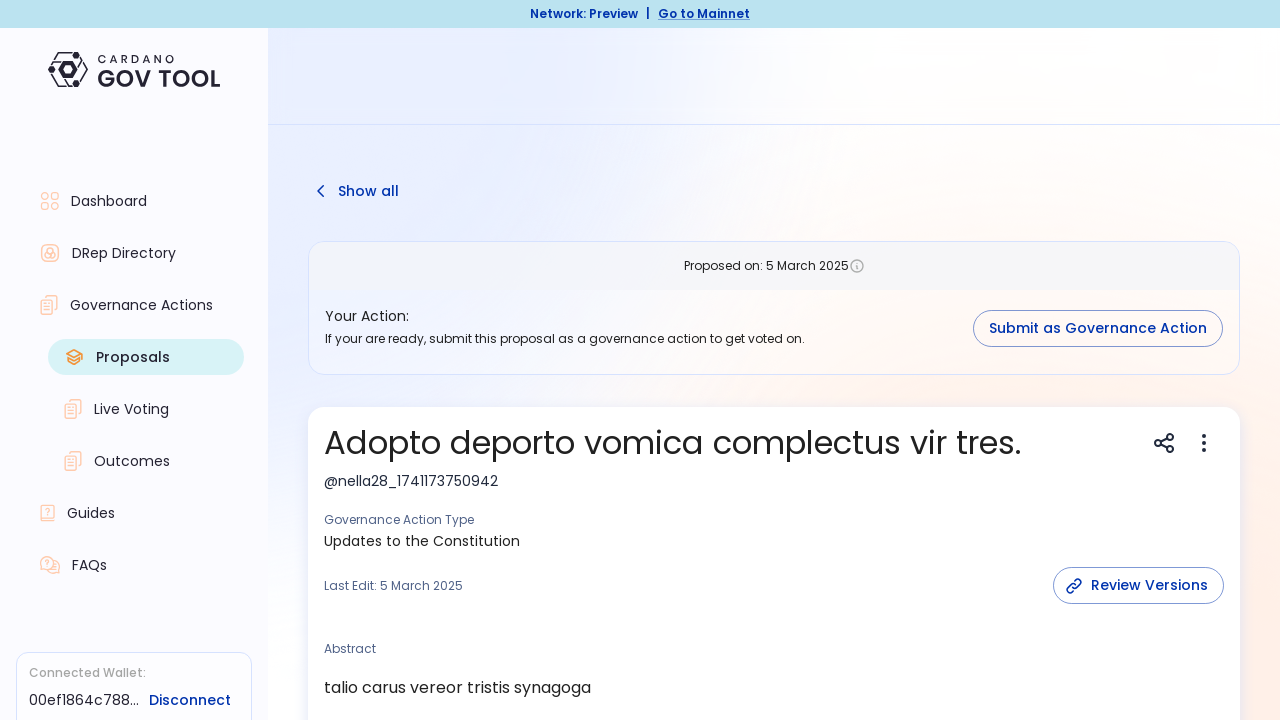 Network: Preview | Go to Mainnet
CARDANO
GOV TOOL
Dashboard
DRep Directory
Governance Actions
Proposals
Live Voting
Outcomes
Guides
FAQs
Connected Wallet:
00ef1864c788... Disconnect
Show all
Proposed on: 5 March 2025
Your Action:
If your are ready, submit this proposal as a governance action to get voted on.
Submit as Governance Action
Adopto deporto vomica complectus vir tres.
@nella28_1741173750942
Governance Action Type
Updates to the Constitution
Last Edit: 5 March 2025
Review Versions
Abstract
talio carus vereor tristis synagoga